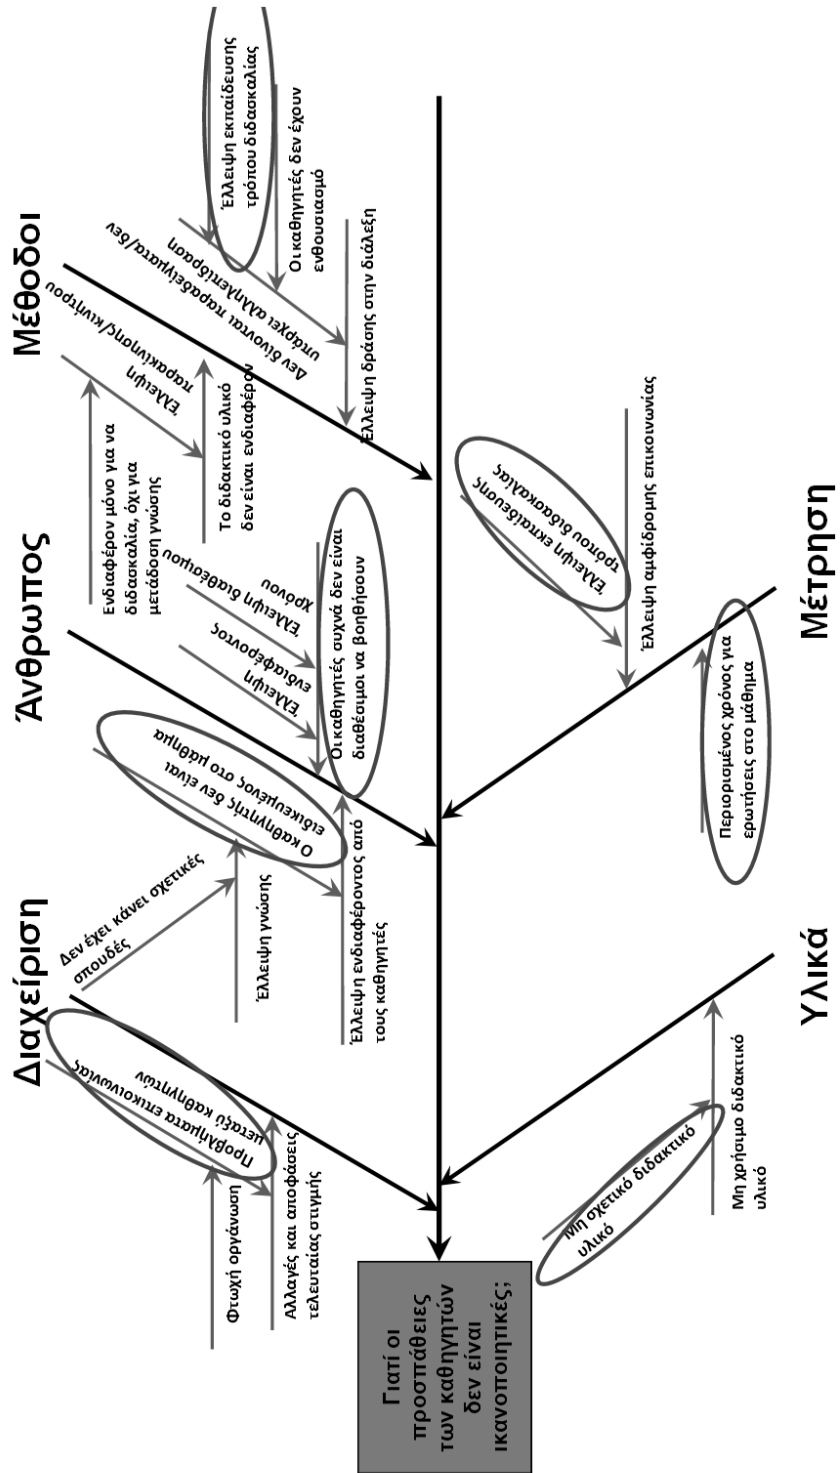 Διαχείριση
Άνθρωπος
Μέθοδοι
Προβλήματα επικοινωνίας
μεταξύ καθηγητών
Φτωχή οργάνωση
Αλλαγές και αποφάσεις
τελευταίας στιγμής
Δεν έχει κάνει σχετικές
σπουδές
Έλλειψη γνώσης
Ο καθηγητής δεν είναι
ειδικευμένος στο μάθημα
Έλλειψη ενδιαφέροντος από
τους καθηγητές
Έλλειψη
ενδιαφέροντος
Έλλειψη διαθέσιμου
χρόνου
Οι καθηγητές συχνά δεν είναι
διαθέσιμοι να βοηθήσουν
Ενδιαφέρον μόνο για να
διδασκαλία, όχι για
μετάδοση γνώσης
Έλλειψη
παρακίνησης/κινήτρου
Το διδακτικό υλικό
δεν είναι ενδιαφέρον
Δεν δίνονται παραδείγματα/δεν
υπάρχει αλληλεπίδραση
Έλλειψη εκπαίδευσης
τρόπου διδασκαλίας
Οι καθηγητές δεν έχουν
ενθουσιασμό
Έλλειψη δράσης στην διάλεξη
Γιατί οι
προσπάθειες
των καθηγητών
δεν είναι
ικανοποιητικές;
Μη σχετικό διδακτικό
υλικό
Μη χρήσιμο διδακτικό
υλικό
Έλλειψη εκπαίδευσης
τρόπου διδασκαλίας
Έλλειψη αμφίδρομης επικοινωνίας
Περιορισμένος χρόνος για
ερωτήσεις στο μάθημα
Υλικά
Μέτρηση